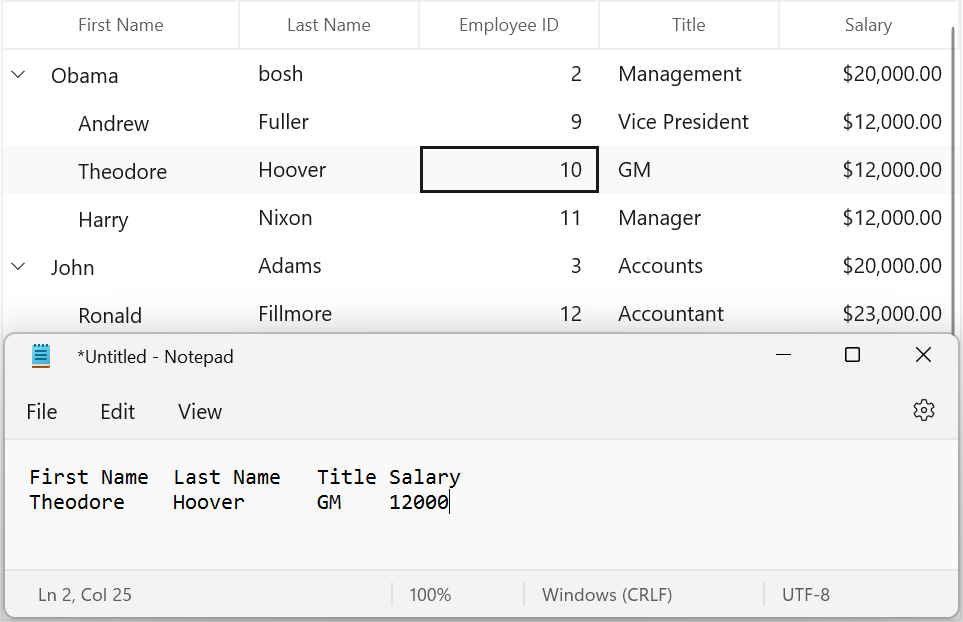 First Name Last Name Employee ID Title Salary
Obama bosh 2 Management $20,000.00
Andrew Fuller 9 Vice President $12,000.00
Theodore Hoover 10 GM $12,000.00
Harry Nixon 11 Manager $12,000.00
John Adams 3 Accounts $20,000.00
Ronald Fillmore 12 Accountant $23,000.00
*Untitled - Notepad
File Edit View
First Name Last Name Title Salary
Theodore Hoover GM 12000
Ln 2, Col 25 100% Windows (CRLF) UTF-8